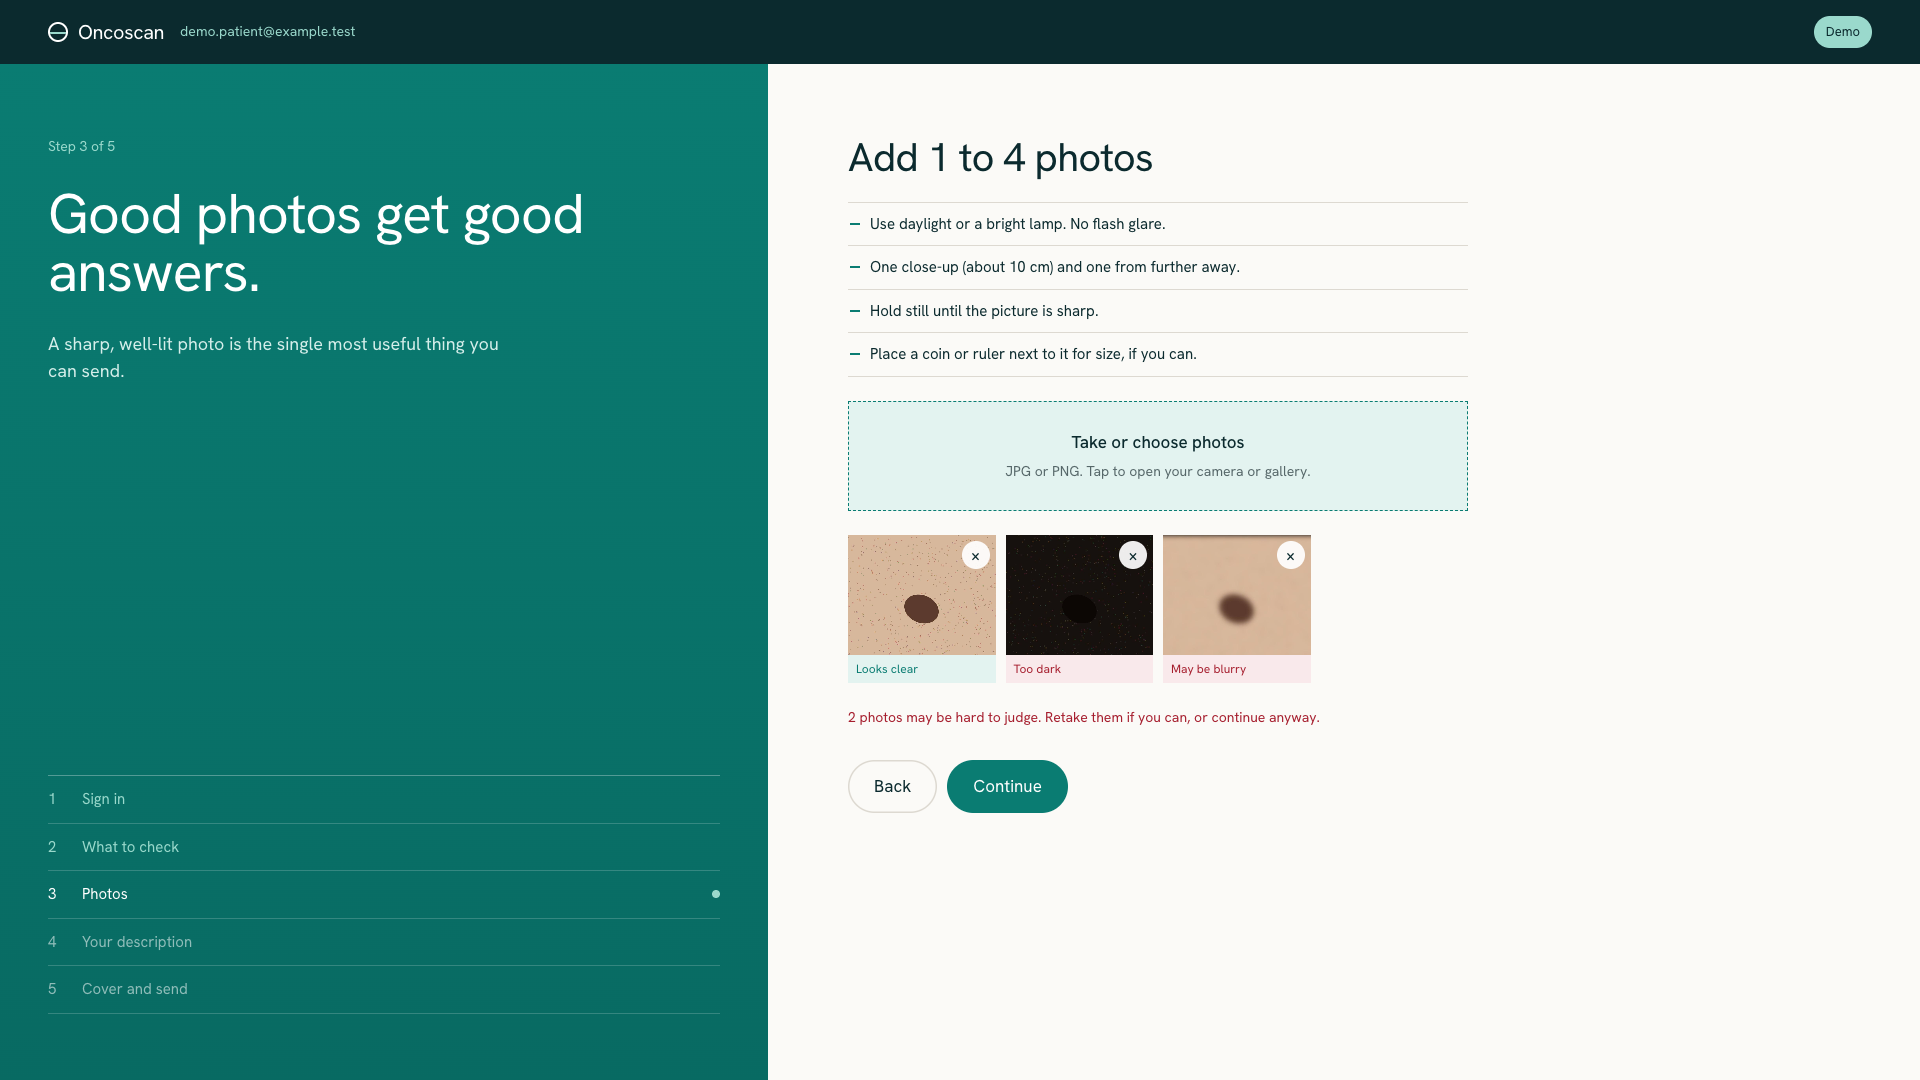 Oncoscan
demo.patient@example.test
Demo
Step 3 of 5
Good photos get good
answers.
A sharp, well-lit photo is the single most useful thing you
can send.
1 Sign in
2 What to check
3 Photos
4 Your description
5 Cover and send
Add 1 to 4 photos
Use daylight or a bright lamp. No flash glare.
One close-up (about 10 cm) and one from further away.
Hold still until the picture is sharp.
Place a coin or ruler next to it for size, if you can.
Take or choose photos
JPG or PNG. Tap to open your camera or gallery.
× × ×
Looks clear
Too dark
May be blurry
2 photos may be hard to judge. Retake them if you can, or continue anyway.
Back
Continue